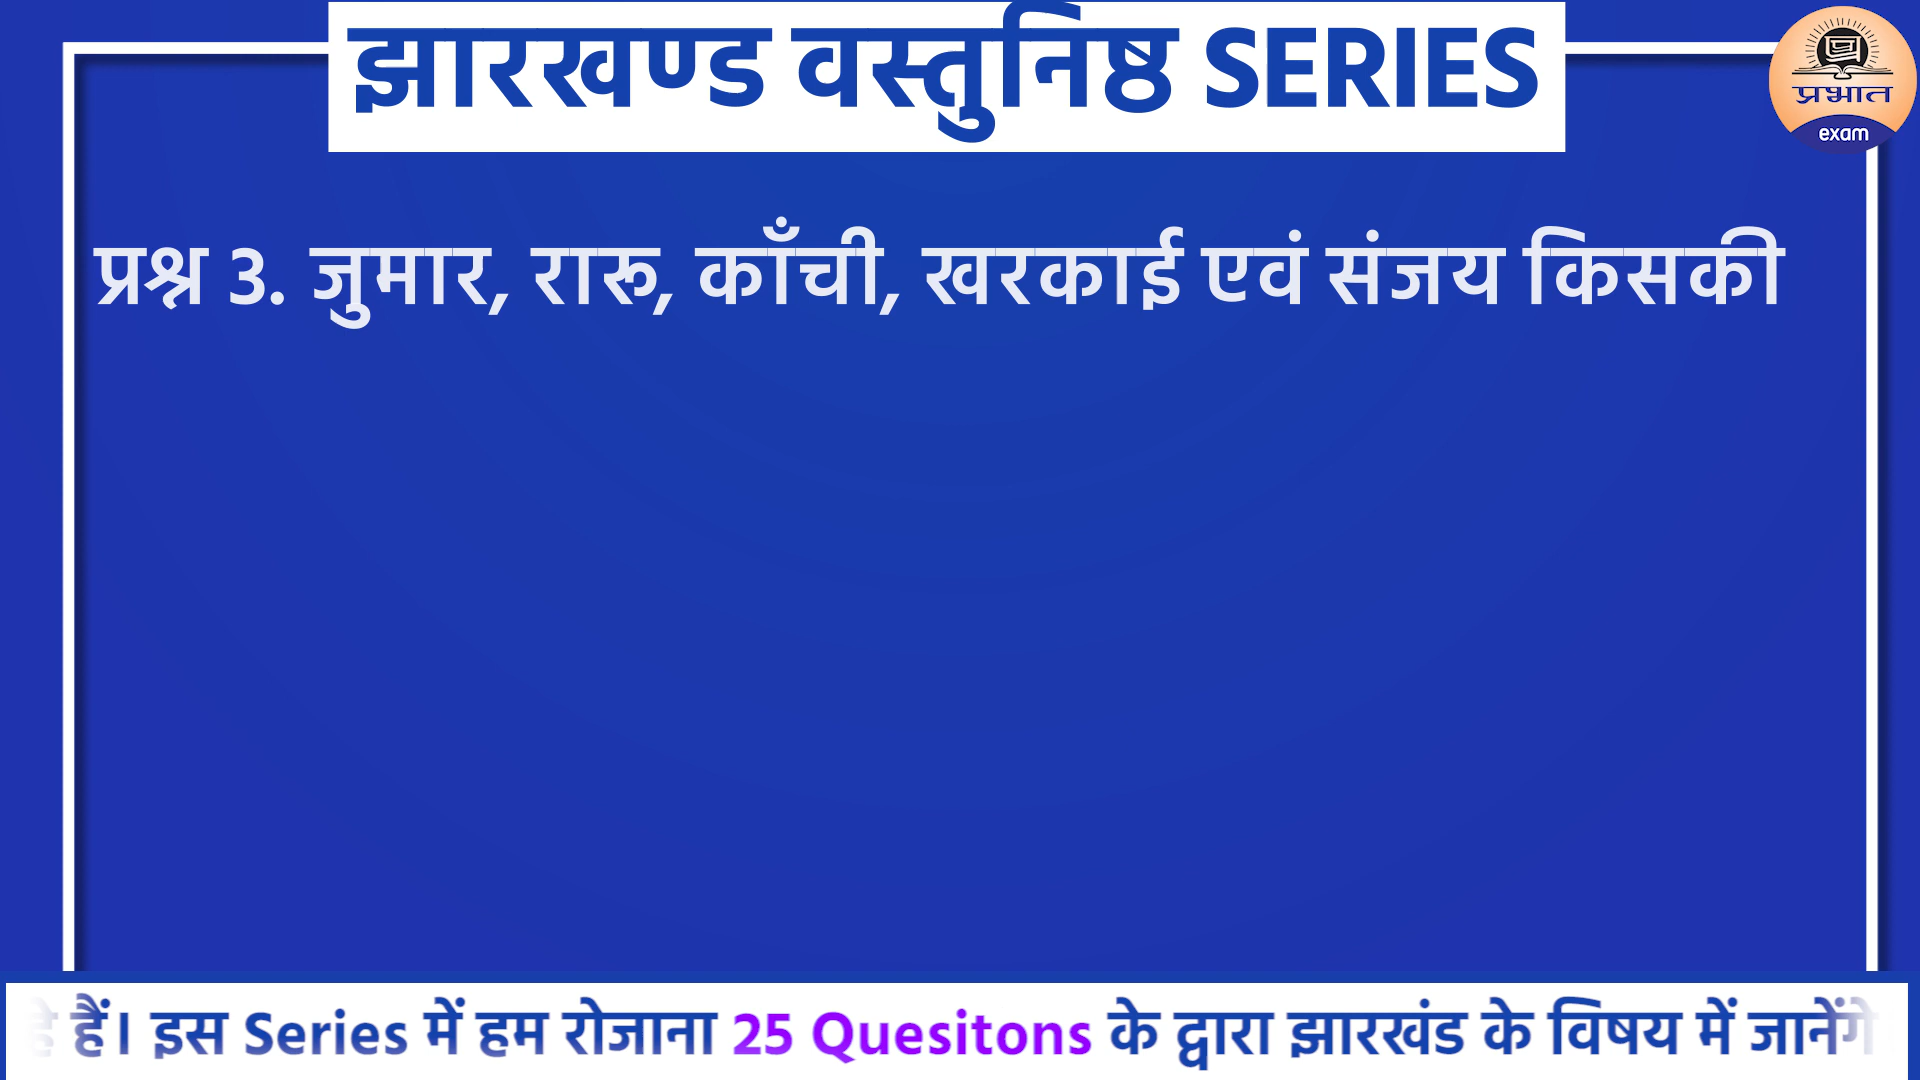 झारखण्ड वस्तुनिष्ठ SERIES
प्रभात
exam
प्रश्न 3. जुमार, रारू, काँची, खरकाई एवं संजय किसकी
हैं। इस Series में हम रोजाना 25 Quesitons के द्वारा झारखंड के विषय में जानेंगे